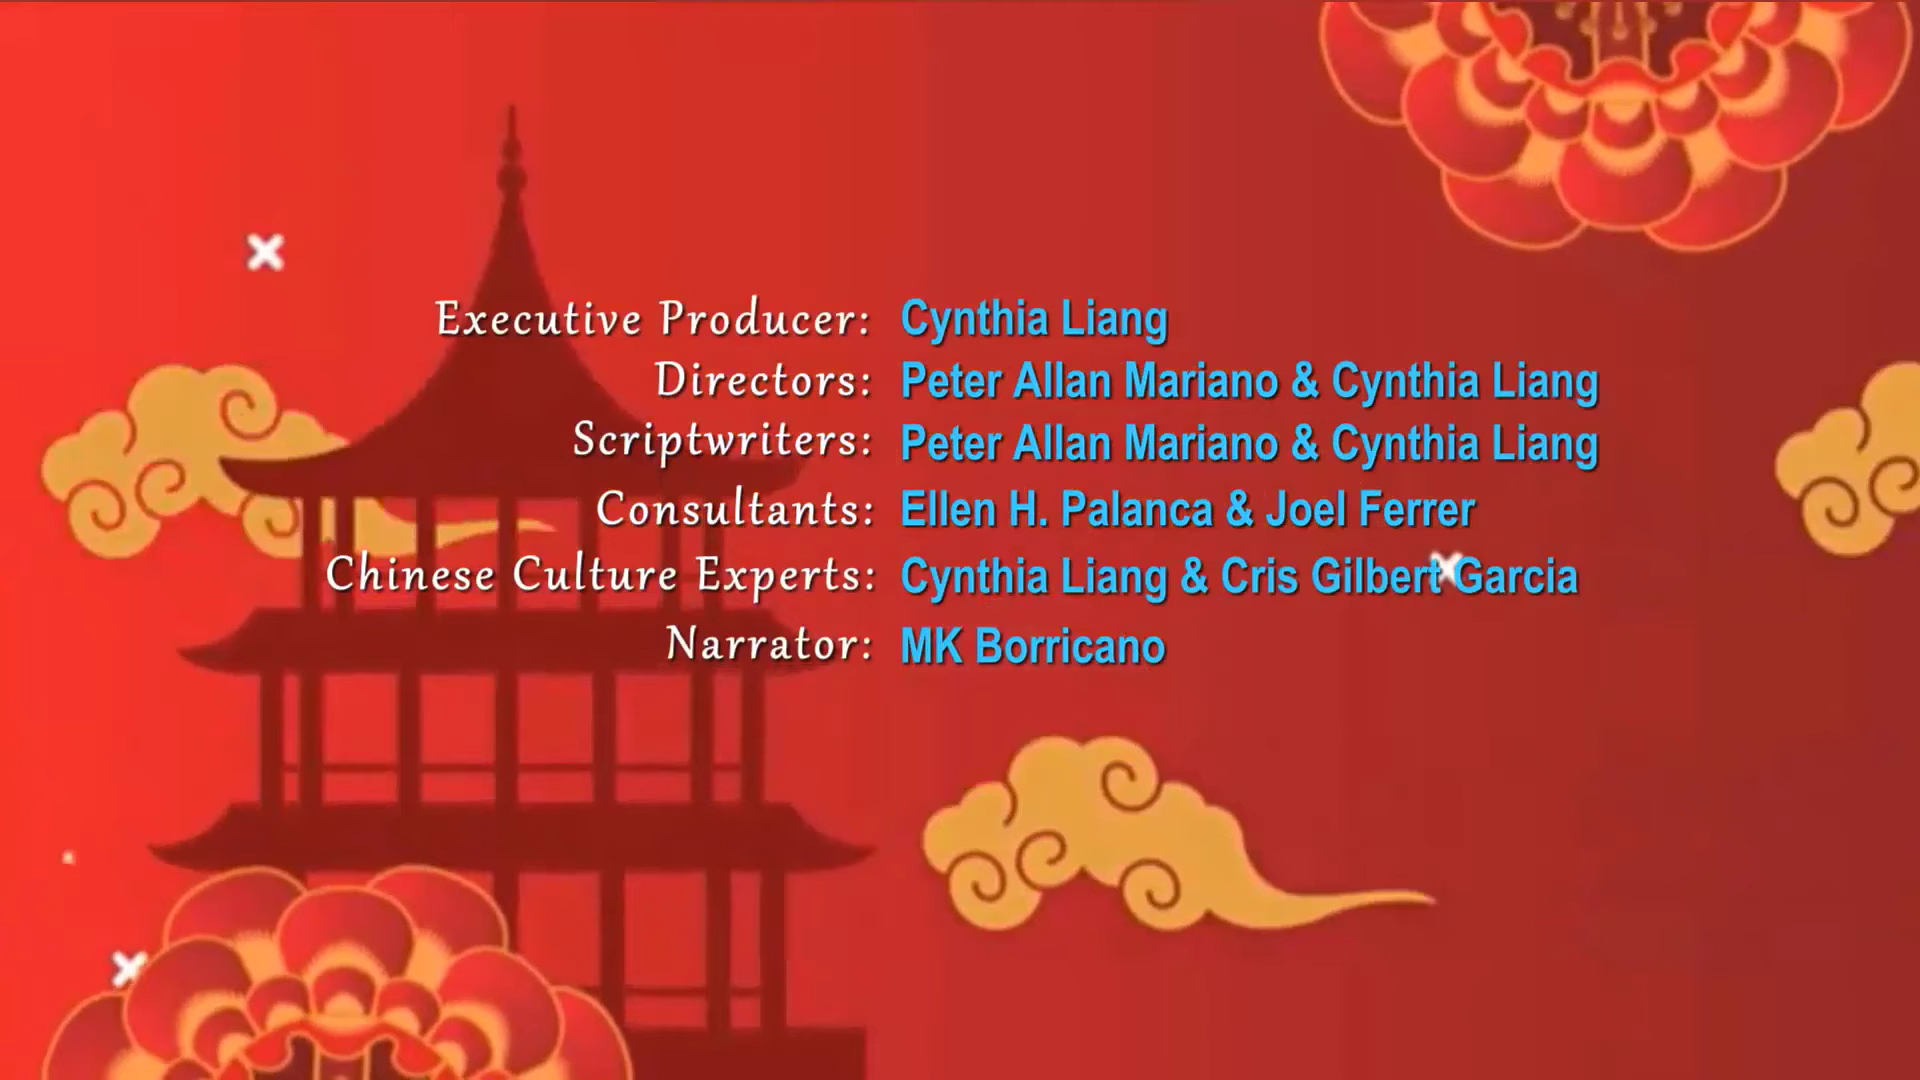 Executive Producer: Cynthia Liang
Directors: Peter Allan Mariano & Cynthia Liang
Scriptwriters: Peter Allan Mariano & Cynthia Liang
Consultants: Ellen H. Palanca & Joel Ferrer
Chinese Culture Experts: Cynthia Liang & Cris Gilbert Garcia
Narrator: MK Borricano